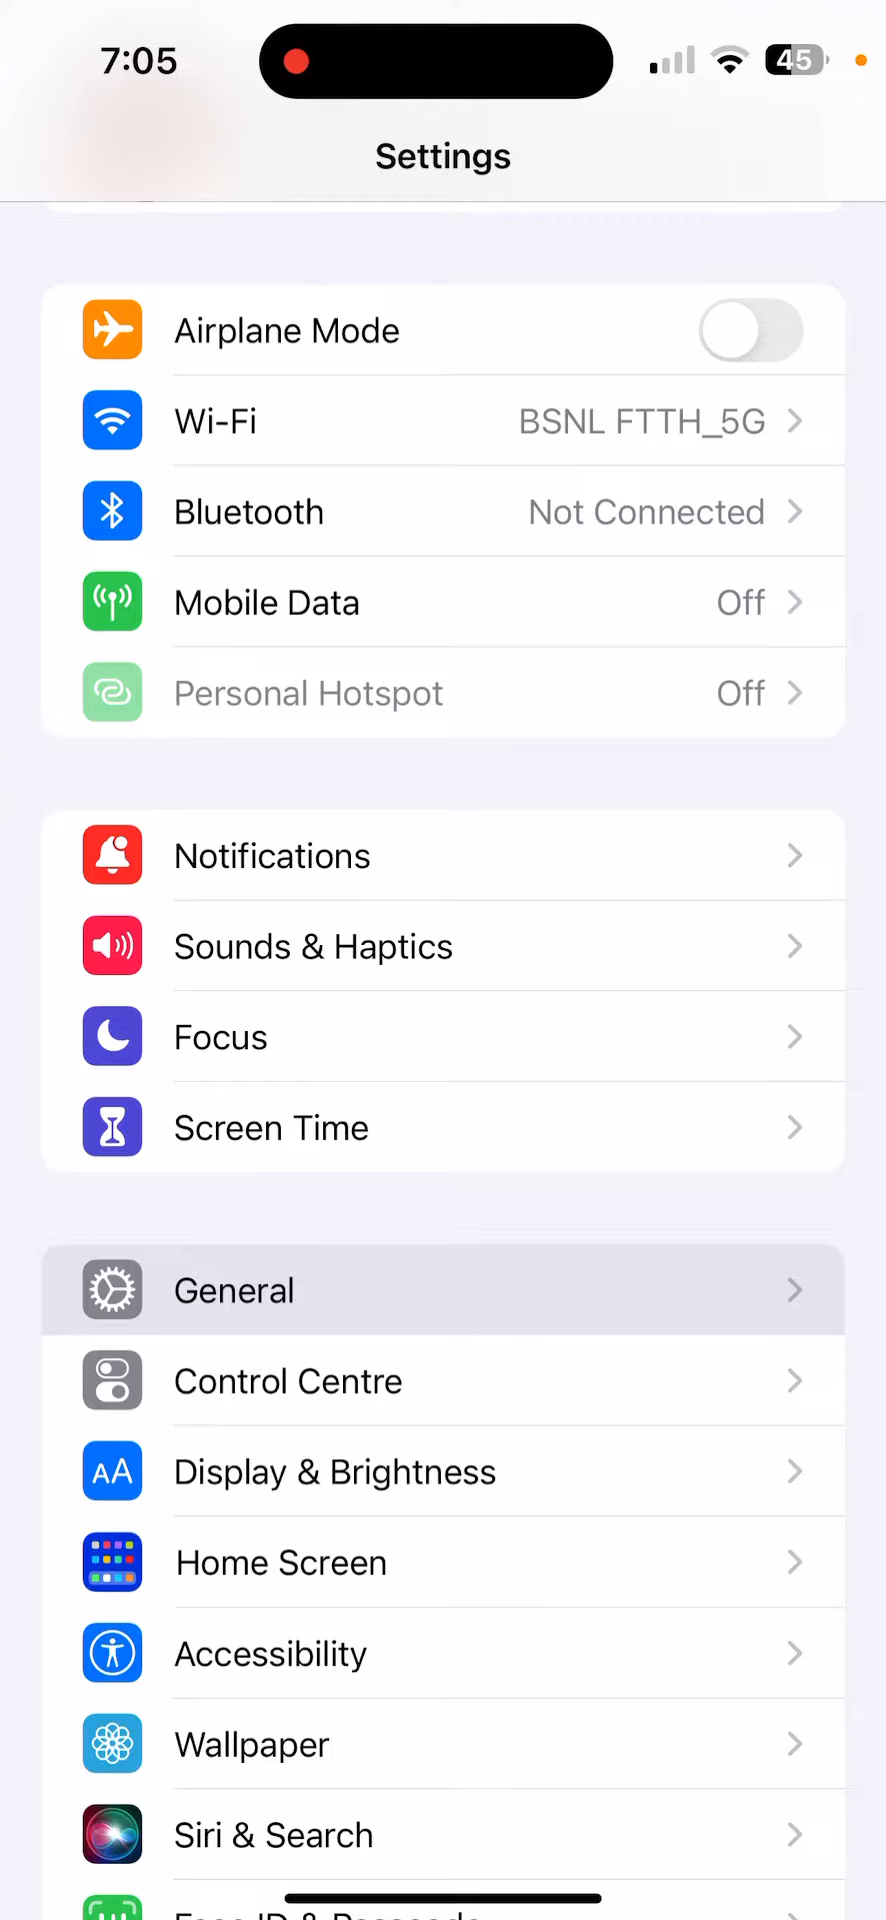 7:05
45
Settings
Airplane Mode
Wi-Fi BSNL FTTH_5G
Bluetooth Not Connected
Mobile Data Off
Personal Hotspot Off
Notifications
Sounds & Haptics
Focus
Screen Time
General
Control Centre
AA Display & Brightness
Home Screen
Accessibility
Wallpaper
Siri & Search
Face ID & Passcode